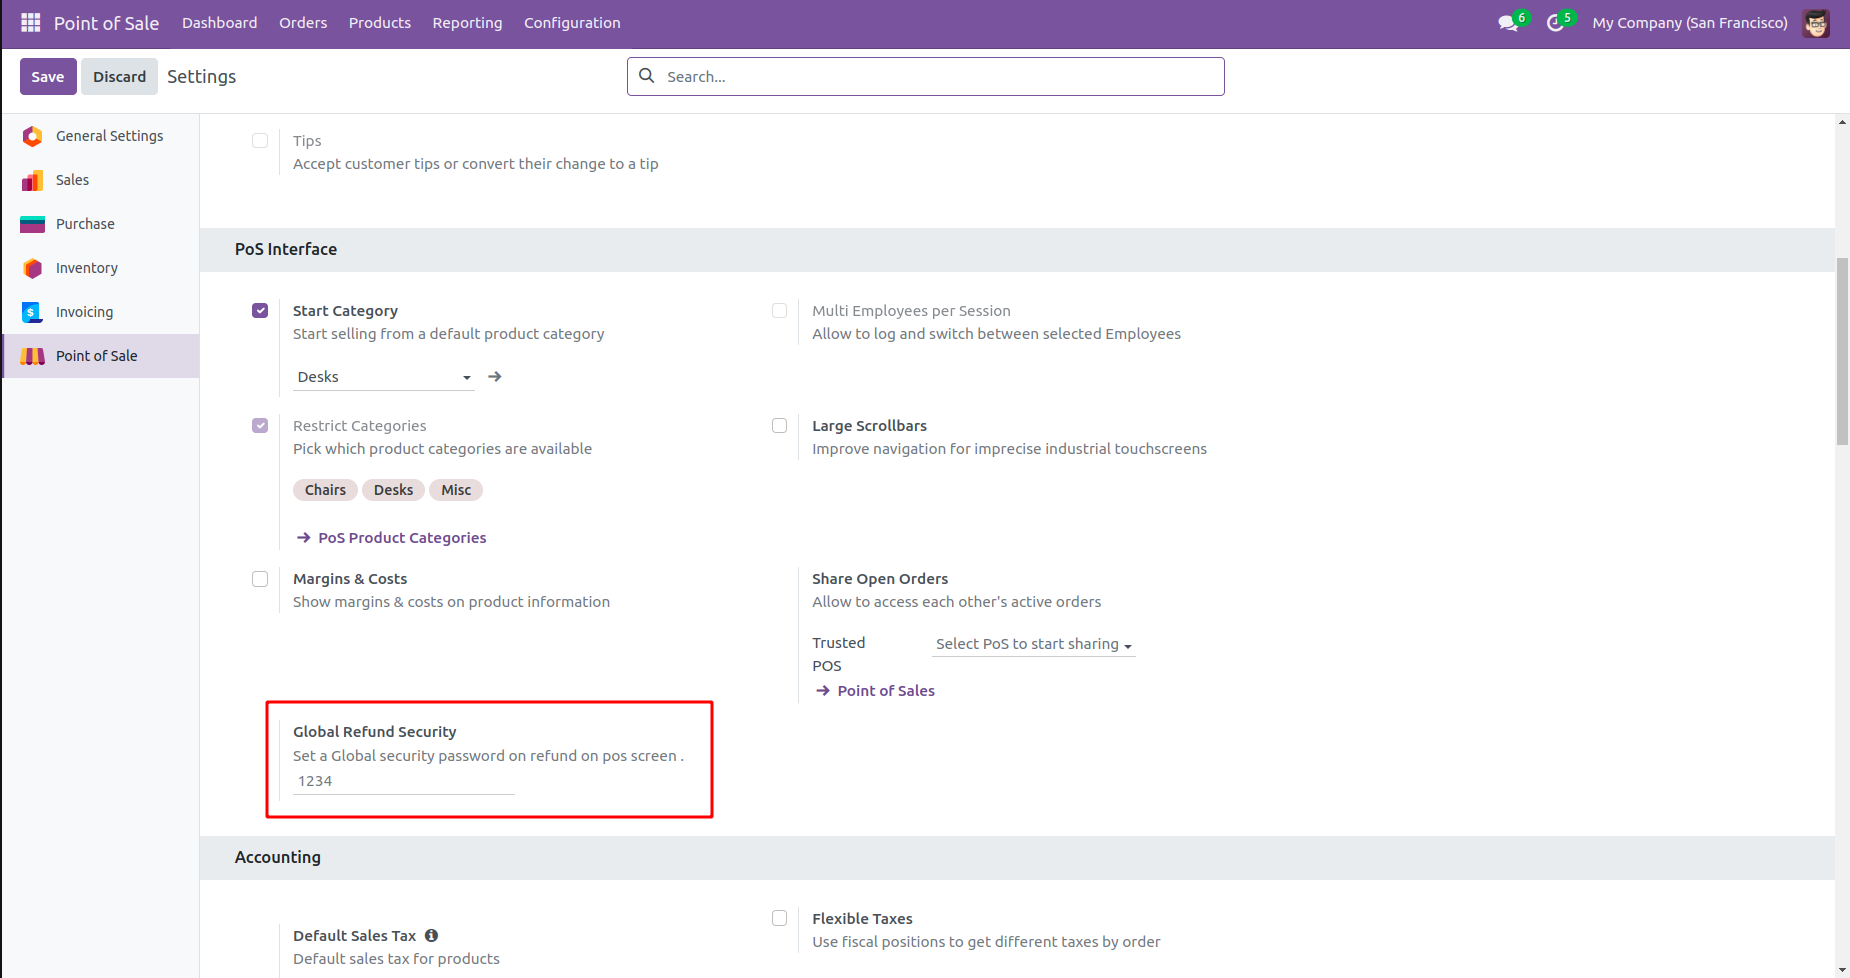 Point of Sale Dashboard Orders Products Reporting Configuration 6 5 My Company (San Francisco)
Save Discard Settings Search...
General Settings
Sales
Purchase
Inventory
$ Invoicing
Point of Sale
Tips
Accept customer tips or convert their change to a tip
PoS Interface
Start Category
Start selling from a default product category
Desks
Multi Employees per Session
Allow to log and switch between selected Employees
Restrict Categories
Pick which product categories are available
Chairs Desks Misc
PoS Product Categories
Large Scrollbars
Improve navigation for imprecise industrial touchscreens
Margins & Costs
Show margins & costs on product information
Share Open Orders
Allow to access each other's active orders
Trusted
POS
Select PoS to start sharing
Point of Sales
Global Refund Security
Set a Global security password on refund on pos screen .
1234
Accounting
Default Sales Tax
Default sales tax for products
Flexible Taxes
Use fiscal positions to get different taxes by order